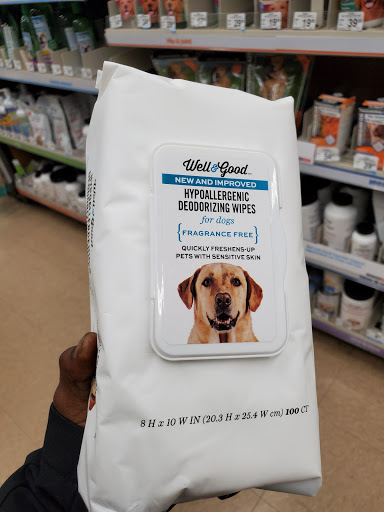 Well & Good
NEW AND IMPROVED
HYPOALLERGENIC
DEODORIZING WIPES
for dogs
{FRAGRANCE FREE}
QUICKLY FRESHENS-UP
PETS WITH SENSITIVE SKIN
8 H x 10 W IN (20.3 H x 25.4 W cm) 100 CT